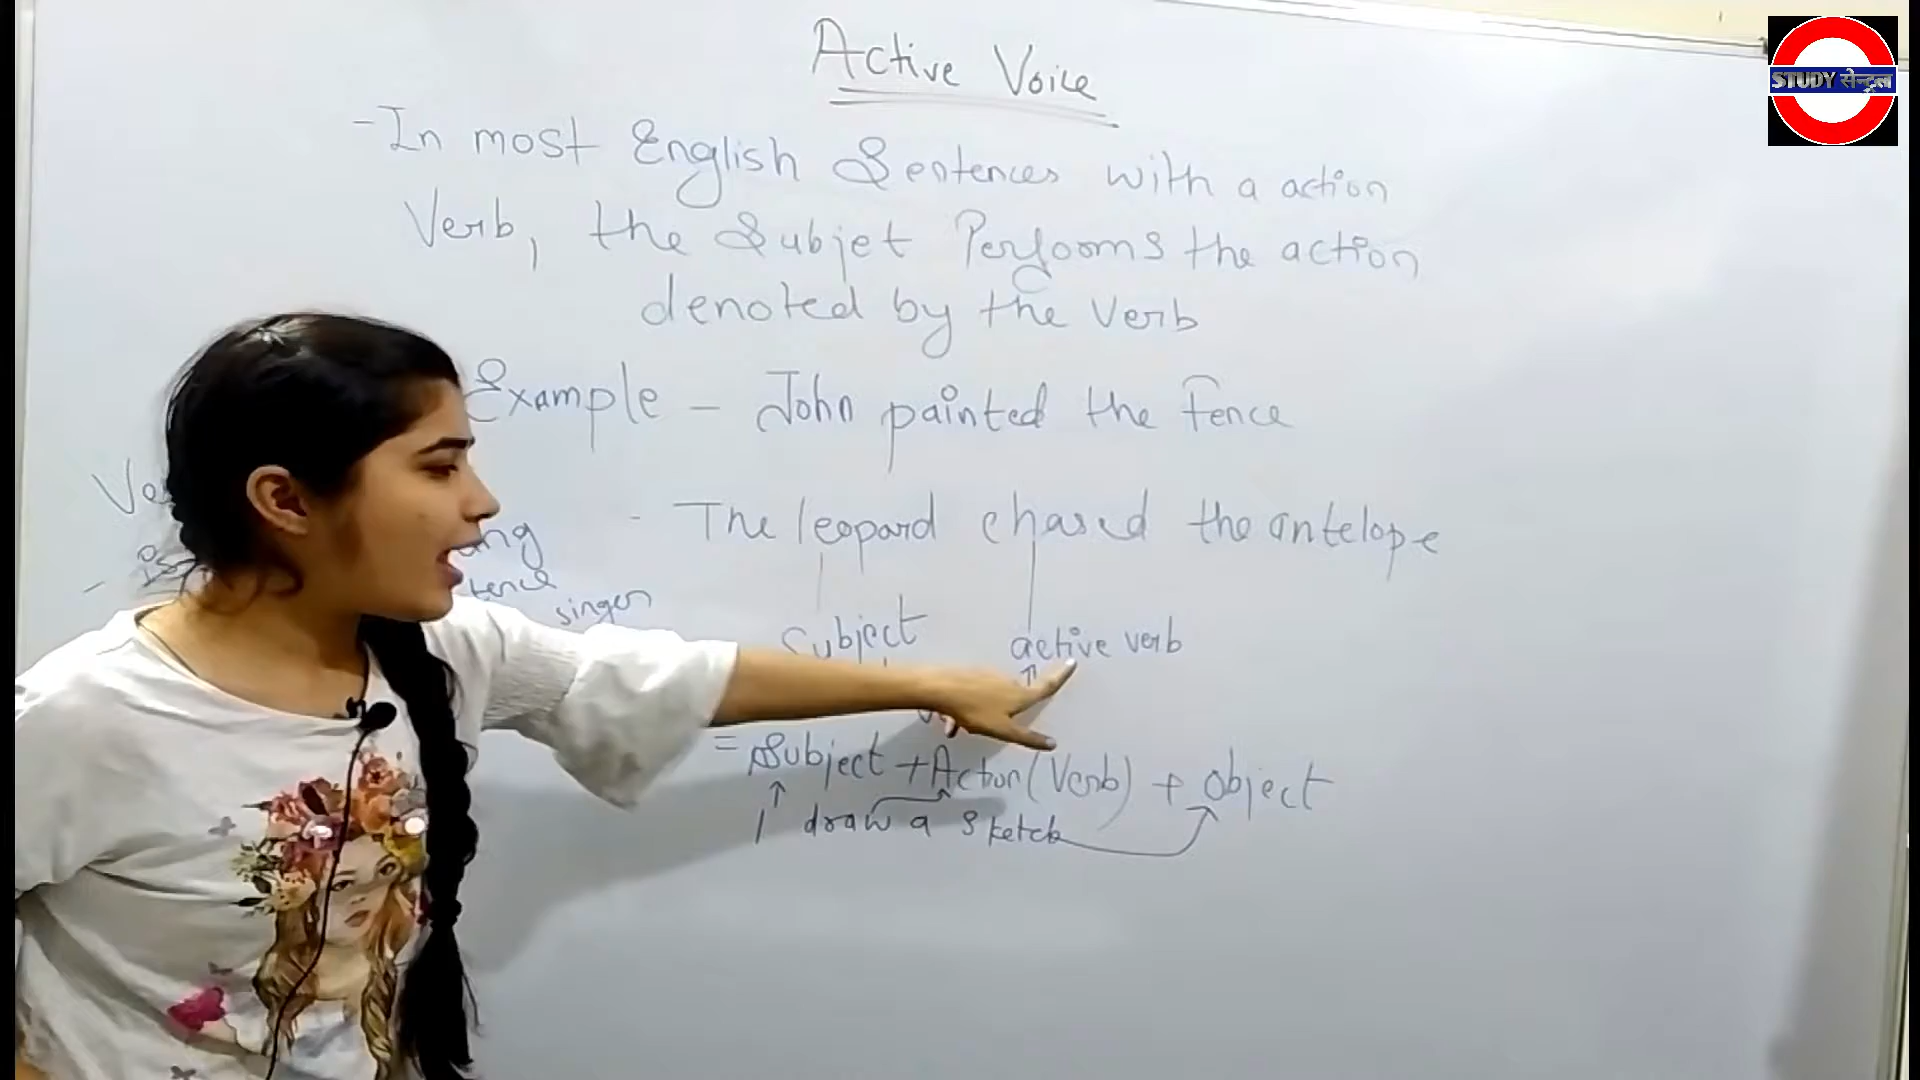 Active Voice
STUDY सेन्ट्रल
- In most English Sentences with a action
Verb, the Subjet Performs the action
denoted by the verb
Example - John painted the Fence
- The leopard chased the antelope
singer
Subject active verb
= Subject + Action (Verb) + Object
I draw a sketch